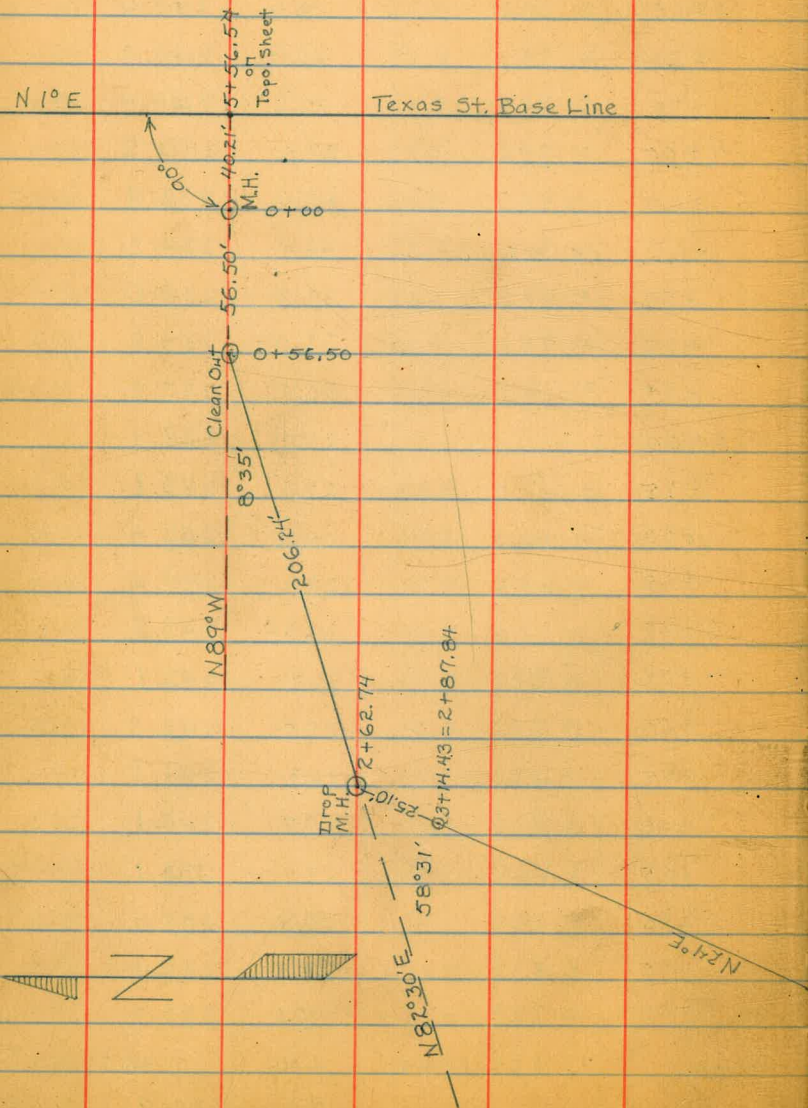 5+56.54
on
Topo. Sheet
N 1° E
Texas St. Base Line
40.21'
90°
M.H.
0+00
56.50'
Clean Out
0+56.50
8°35'
206.24'
N89°W
2+62.74
Drop
M.H.
25.10'
3+14.43=2+87.84
58°31'
N24°E
N
N82°30'E